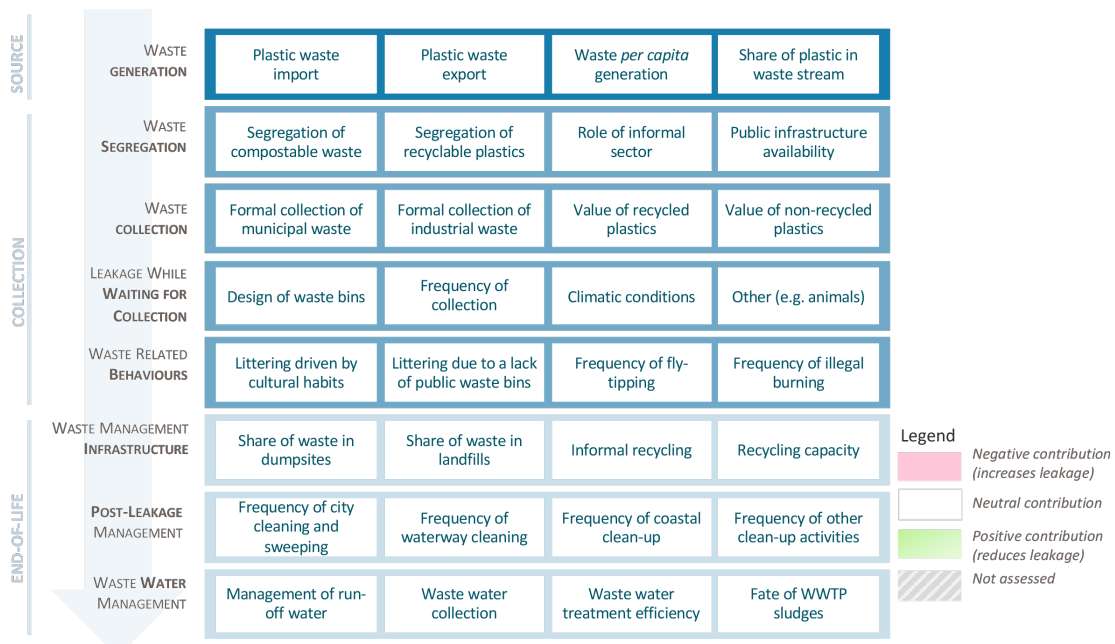 SOURCE
WASTE
GENERATION
Plastic waste
import
Plastic waste
export
Waste per capita
generation
Share of plastic in
waste stream
COLLECTION
WASTE
SEGREGATION
Segregation of
compostable waste
Segregation of
recyclable plastics
Role of informal
sector
Public infrastructure
availability
WASTE
COLLECTION
Formal collection of
municipal waste
Formal collection of
industrial waste
Value of recycled
plastics
Value of non-recycled
plastics
LEAKAGE WHILE
WAITING FOR
COLLECTION
Design of waste bins
Frequency of
collection
Climatic conditions
Other (e.g. animals)
WASTE RELATED
BEHAVIOURS
Littering driven by
cultural habits
Littering due to a lack
of public waste bins
Frequency of fly-
tipping
Frequency of illegal
burning
END-OF-LIFE
WASTE MANAGEMENT
INFRASTRUCTURE
Share of waste in
dumpsites
Share of waste in
landfills
Informal recycling
Recycling capacity
POST-LEAKAGE
MANAGEMENT
Frequency of city
cleaning and
sweeping
Frequency of
waterway cleaning
Frequency of coastal
clean-up
Frequency of other
clean-up activities
WASTE WATER
MANAGEMENT
Management of run-
off water
Waste water
collection
Waste water
treatment efficiency
Fate of WWTP
sludges
Legend
Negative contribution
(increases leakage)
Neutral contribution
Positive contribution
(reduces leakage)
Not assessed